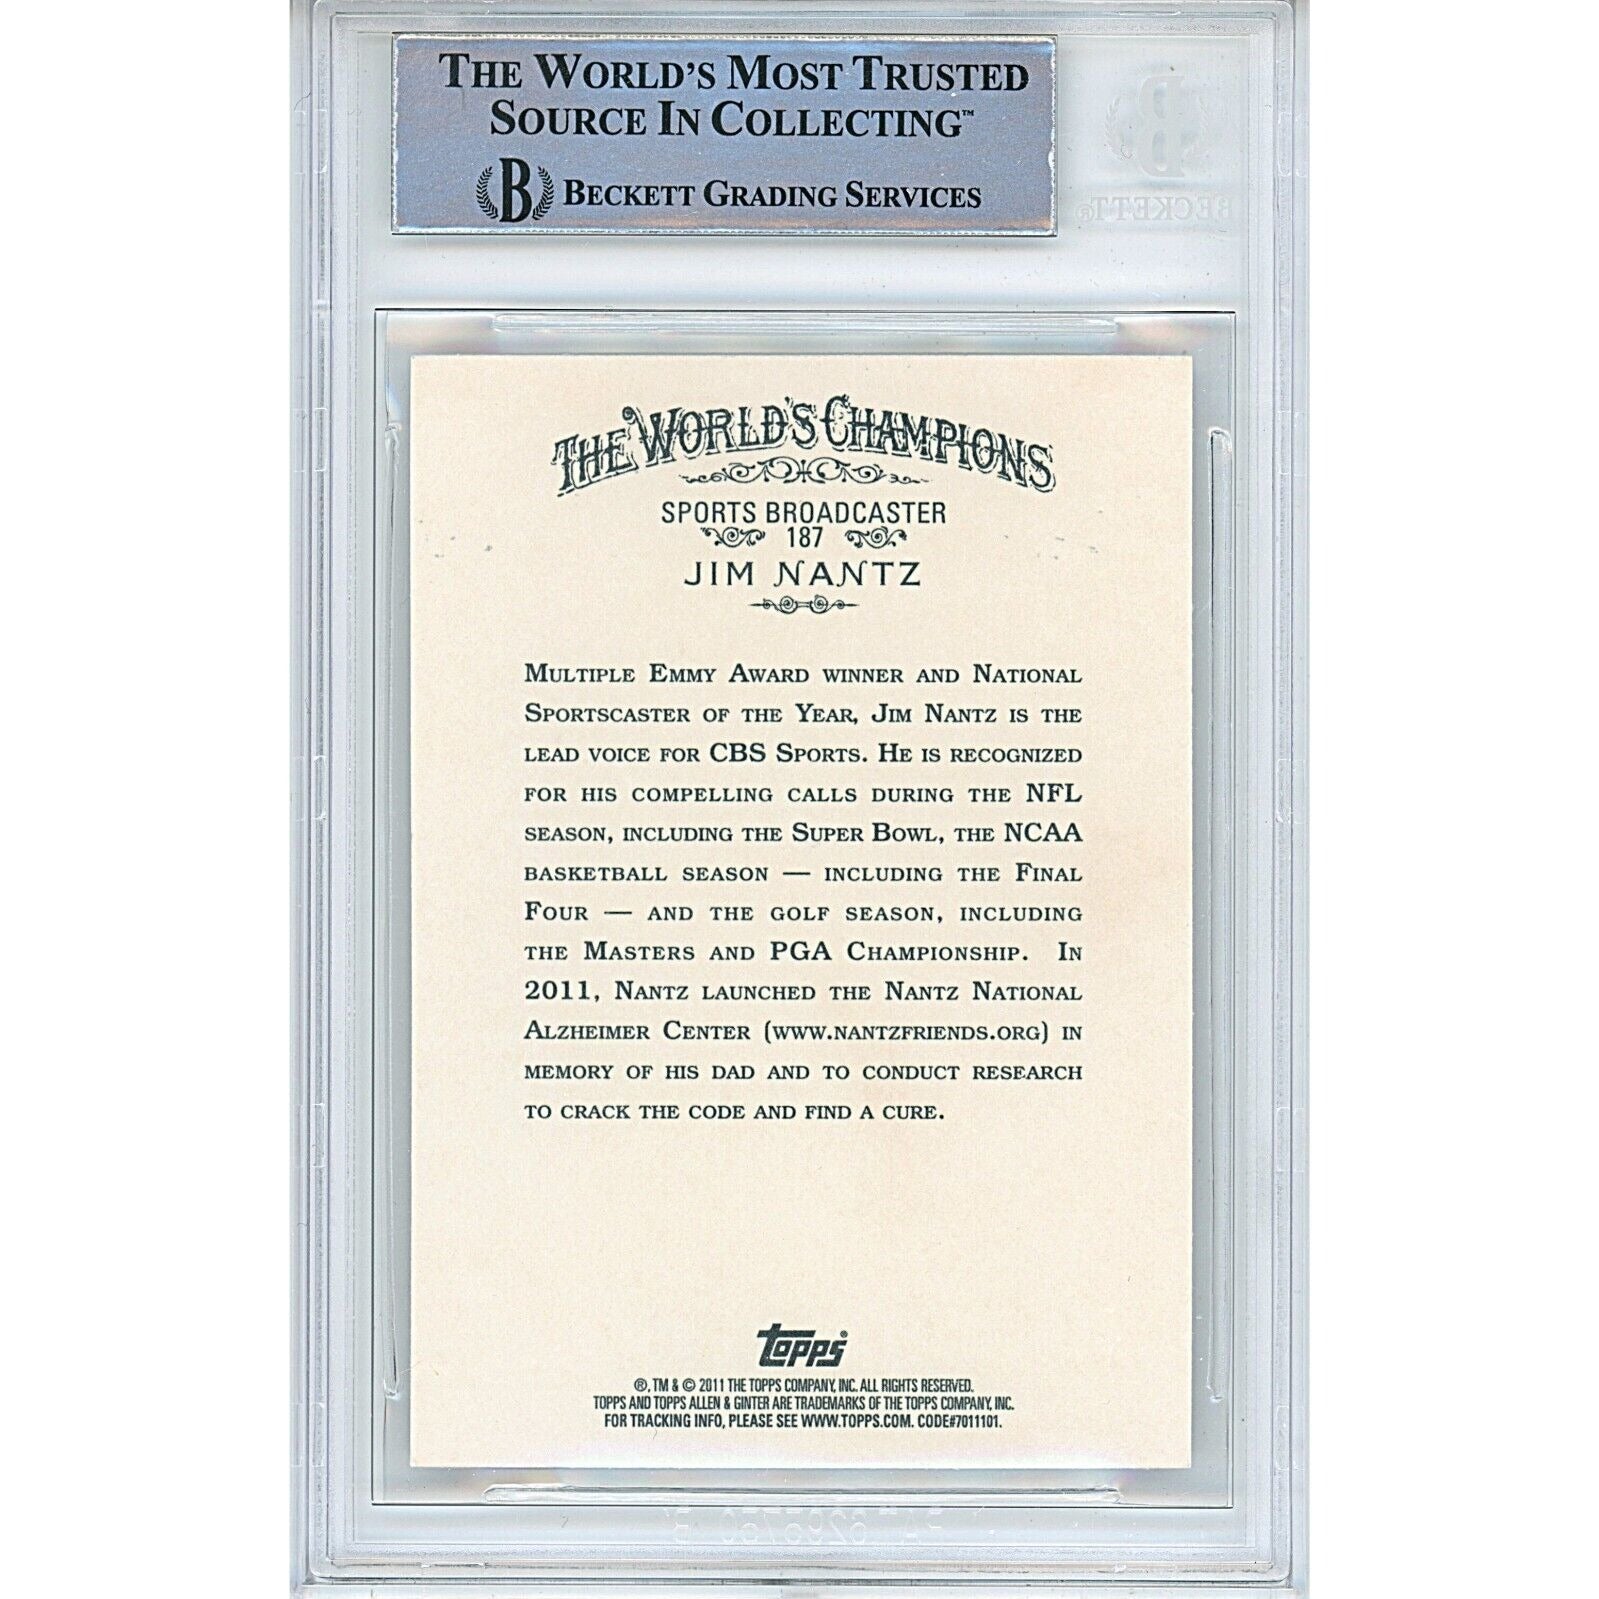 THE WORLD'S MOST TRUSTED
SOURCE IN COLLECTING™
B BECKETT GRADING SERVICES
BECKETT®
THE WORLD'S CHAMPIONS
SPORTS BROADCASTER
187
JIM NANTZ
MULTIPLE EMMY AWARD WINNER AND NATIONAL
SPORTSCASTER OF THE YEAR, JIM NANTZ IS THE
LEAD VOICE FOR CBS SPORTS. HE IS RECOGNIZED
FOR HIS COMPELLING CALLS DURING THE NFL
SEASON, INCLUDING THE SUPER BOWL, THE NCAA
BASKETBALL SEASON — INCLUDING THE FINAL
FOUR — AND THE GOLF SEASON, INCLUDING
THE MASTERS AND PGA CHAMPIONSHIP. IN
2011, NANTZ LAUNCHED THE NANTZ NATIONAL
ALZHEIMER CENTER (WWW.NANTZFRIENDS.ORG) IN
MEMORY OF HIS DAD AND TO CONDUCT RESEARCH
TO CRACK THE CODE AND FIND A CURE.
topps®
®, TM & © 2011 THE TOPPS COMPANY, INC. ALL RIGHTS RESERVED.
TOPPS AND TOPPS ALLEN & GINTER ARE TRADEMARKS OF THE TOPPS COMPANY, INC.
FOR TRACKING INFO, PLEASE SEE WWW.TOPPS.COM. CODE#7011101.